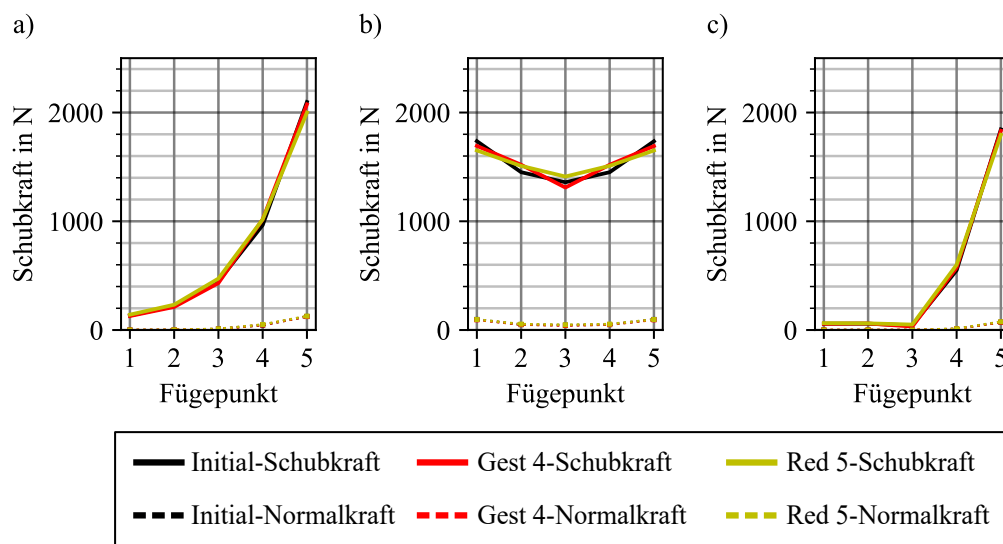 a) b) c)
Schubkraft in N Schubkraft in N Schubkraft in N
2000 2000 2000
1000 1000 1000
0 0 0
1 2 3 4 5 1 2 3 4 5 1 2 3 4 5
Fügepunkt Fügepunkt Fügepunkt
Initial-Schubkraft Gest 4-Schubkraft Red 5-Schubkraft
Initial-Normalkraft Gest 4-Normalkraft Red 5-Normalkraft